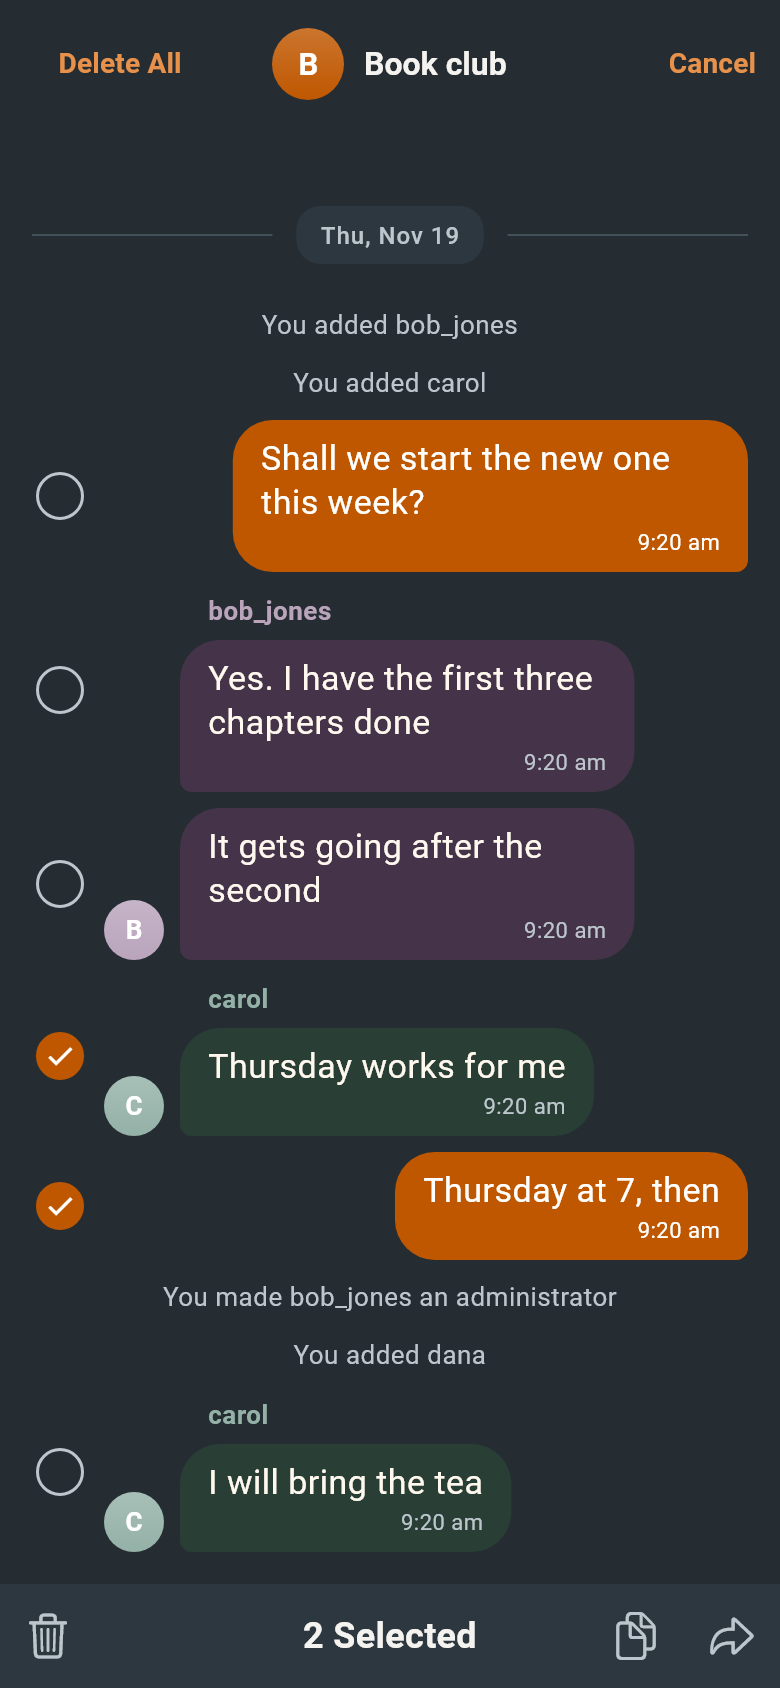 Delete All
B
Book club
Cancel
Thu, Nov 19
You added bob_jones
You added carol
Shall we start the new one
this week?
9:20 am
bob_jones
Yes. I have the first three
chapters done
9:20 am
It gets going after the
second
9:20 am
B
carol
Thursday works for me
9:20 am
C
Thursday at 7, then
9:20 am
You made bob_jones an administrator
You added dana
carol
I will bring the tea
9:20 am
C
2 Selected